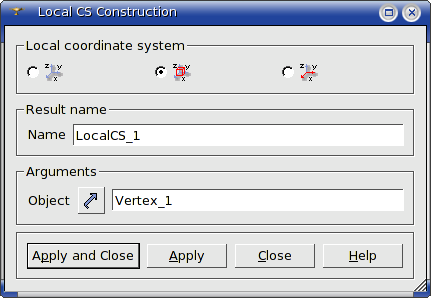 Local CS Construction
Local coordinate system
z y x z y x z y x
Result name
Name LocalCS_1
Arguments
Object Vertex_1
Apply and Close Apply Close Help